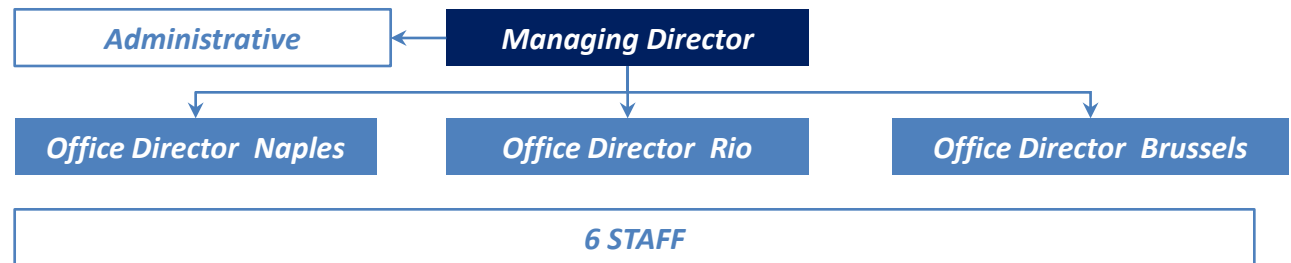 Administrative
Managing Director
Office Director Naples
Office Director Rio
Office Director Brussels
6 STAFF